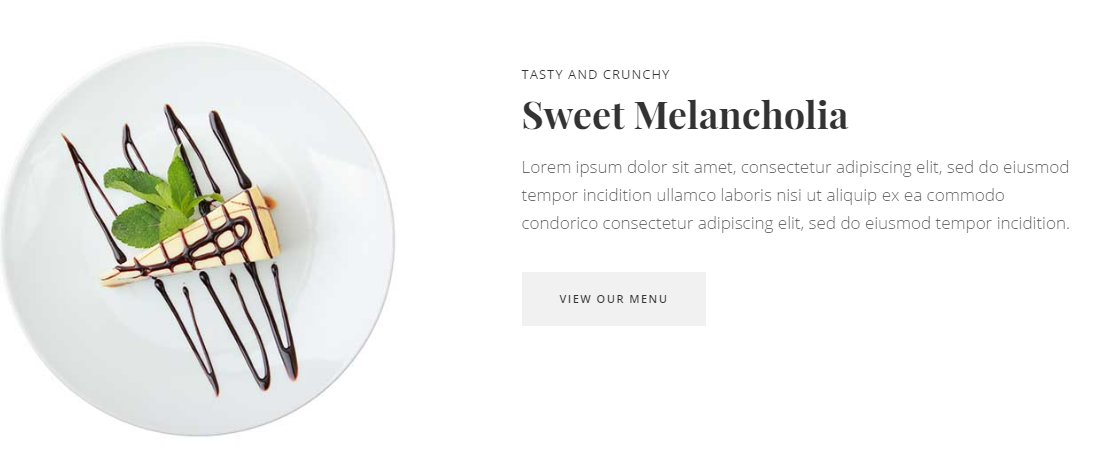 TASTY AND CRUNCHY
Sweet Melancholia
Lorem ipsum dolor sit amet, consectetur adipiscing elit, sed do eiusmod
tempor incidition ullamco laboris nisi ut aliquip ex ea commodo
condorico consectetur adipiscing elit, sed do eiusmod tempor incidition.
VIEW OUR MENU